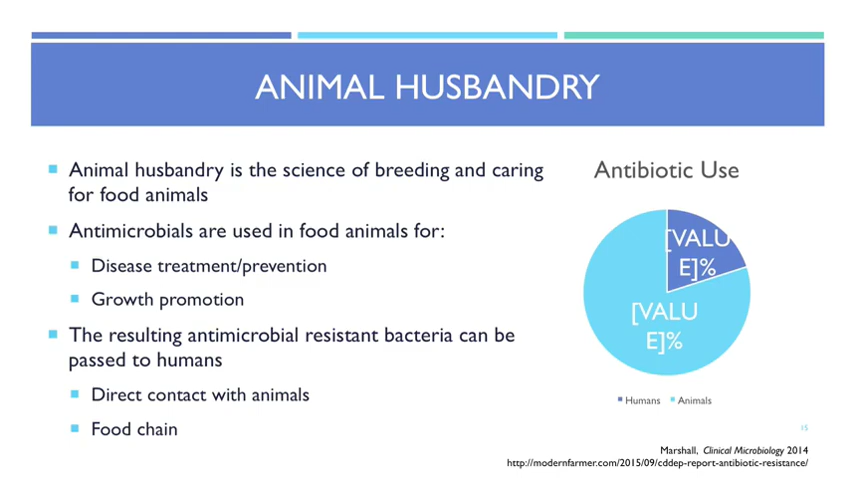 ANIMAL HUSBANDRY
Animal husbandry is the science of breeding and caring
for food animals
Antimicrobials are used in food animals for:
Disease treatment/prevention
Growth promotion
The resulting antimicrobial resistant bacteria can be
passed to humans
Direct contact with animals
Food chain
Antibiotic Use
[VALU
E]%
[VALU
E]%
Humans
Animals
15
Marshall, Clinical Microbiology 2014
http://modernfarmer.com/2015/09/cddep-report-antibiotic-resistance/